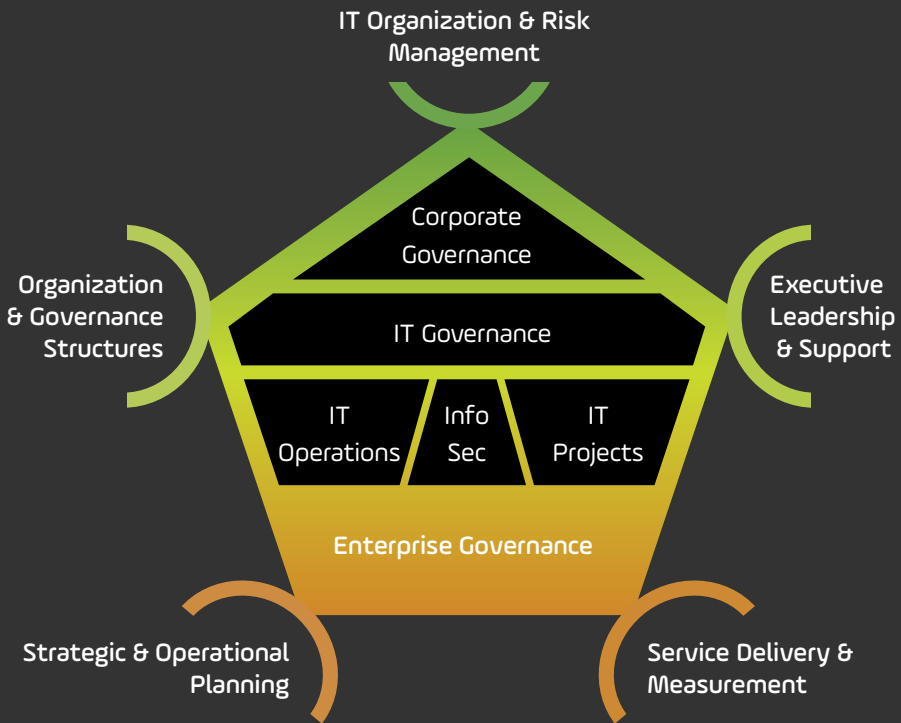 IT Organization & Risk
Management
Corporate
Governance
Organization
& Governance
Structures
Executive
Leadership
& Support
IT Governance
IT
Operations
Info
Sec
IT
Projects
Enterprise Governance
Strategic & Operational
Planning
Service Delivery &
Measurement